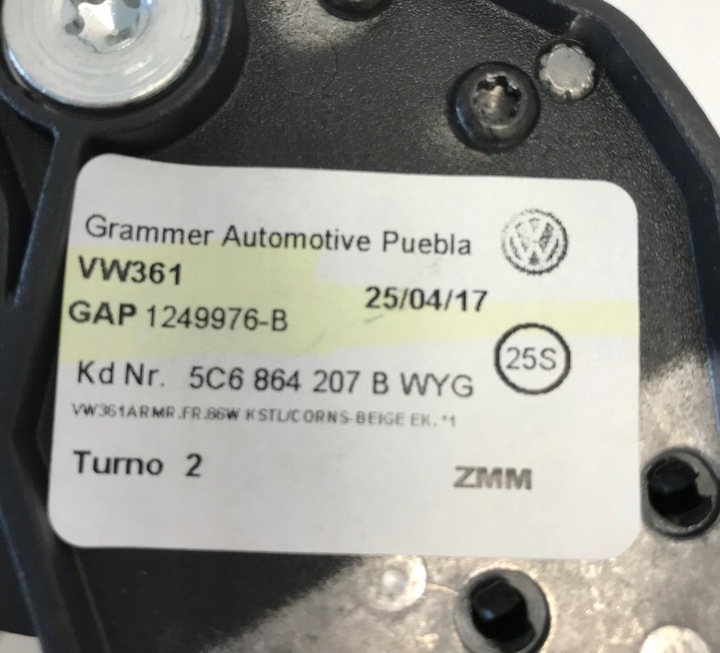 Grammer Automotive Puebla
VW361
25/04/17
GAP 1249976-B
25S
Kd Nr. 5C6 864 207 B WYG
VW361ARMR.FR.86W KSTL/CORNS-BEIGE EK. *1
Turno 2
ZMM